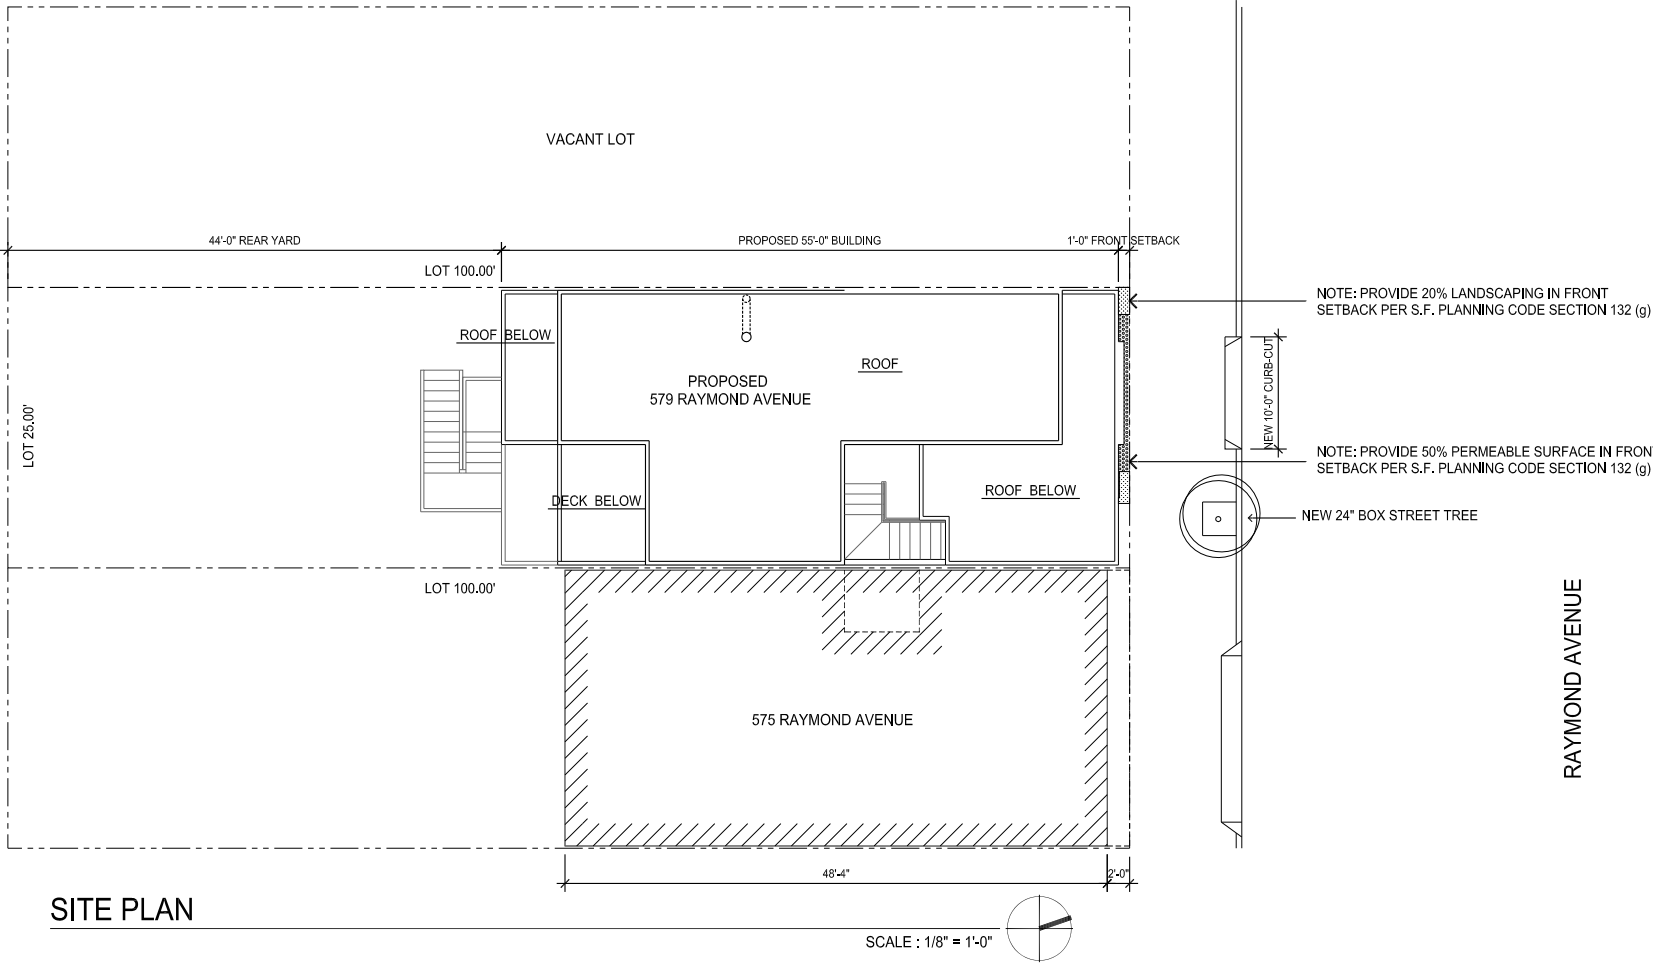 VACANT LOT
44'-0" REAR YARD
PROPOSED 55'-0" BUILDING
1'-0" FRONT SETBACK
LOT 100.00'
NOTE: PROVIDE 20% LANDSCAPING IN FRONT
SETBACK PER S.F. PLANNING CODE SECTION 132 (g)
ROOF BELOW
ROOF
PROPOSED
579 RAYMOND AVENUE
NEW 10'-0" CURB-CUT
LOT 25.00'
NOTE: PROVIDE 50% PERMEABLE SURFACE IN FRON
SETBACK PER S.F. PLANNING CODE SECTION 132 (g)
DECK BELOW
ROOF BELOW
NEW 24" BOX STREET TREE
LOT 100.00'
RAYMOND AVENUE
575 RAYMOND AVENUE
48'-4"
2'-0"
SITE PLAN
SCALE : 1/8" = 1'-0"